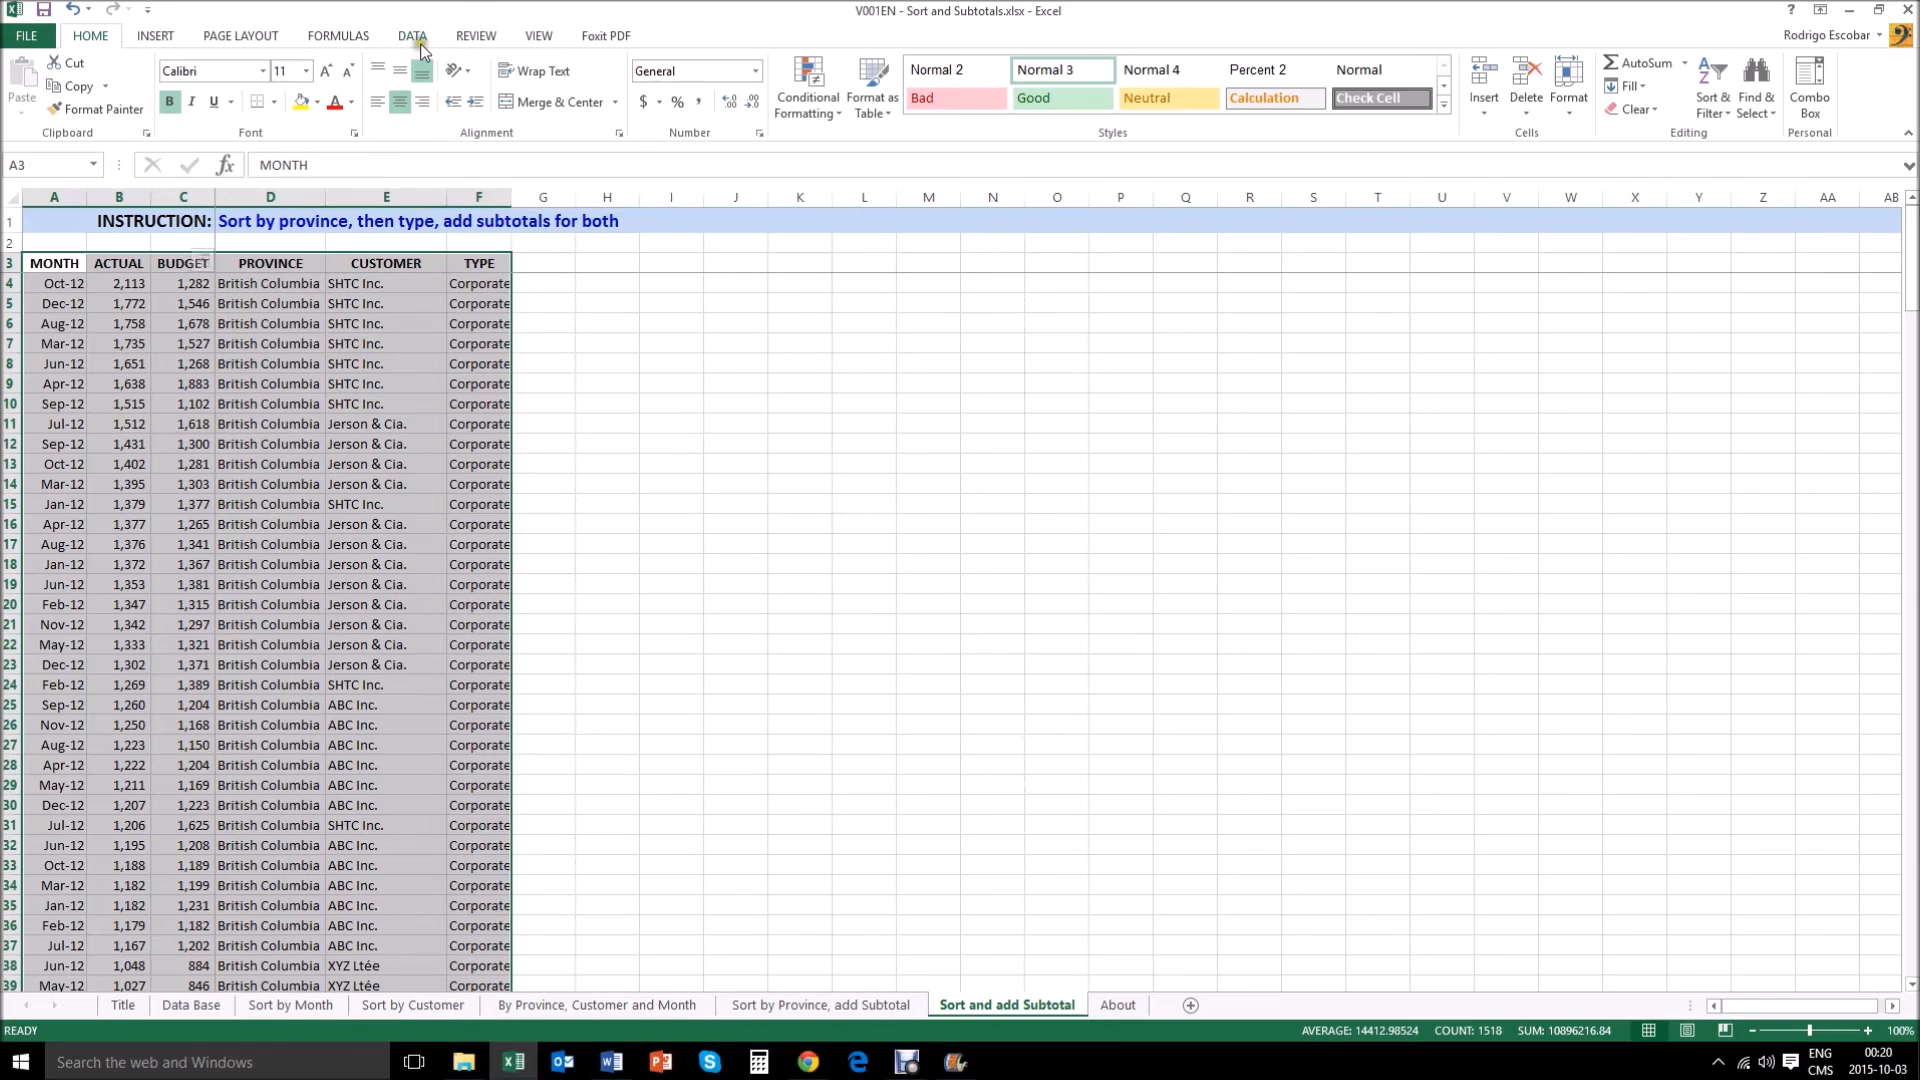 V001EN - Sort and Subtotals.xlsx - Excel
FILE HOME INSERT PAGE LAYOUT FORMULAS DATA REVIEW VIEW Foxit PDF Rodrigo Escobar
Paste
Cut
Copy
Format Painter
Clipboard
Calibri 11
B I U
Font
Wrap Text
Merge & Center
Alignment
General
$ % ,
Number
Conditional Formatting
Format as Table
Normal 2 Normal 3 Normal 4 Percent 2 Normal
Bad Good Neutral Calculation Check Cell
Styles
Insert Delete Format
Cells
AutoSum
Fill
Clear
Sort & Filter
Find & Select
Editing
Combo Box
Personal
A3 fx MONTH
A B C D E F G H I J K L M N O P Q R S T U V W X Y Z AA AB
1 INSTRUCTION: Sort by province, then type, add subtotals for both
2
3 MONTH ACTUAL BUDGET PROVINCE CUSTOMER TYPE
4 Oct-12 2,113 1,282 British Columbia SHTC Inc. Corporate
5 Dec-12 1,772 1,546 British Columbia SHTC Inc. Corporate
6 Aug-12 1,758 1,678 British Columbia SHTC Inc. Corporate
7 Mar-12 1,735 1,527 British Columbia SHTC Inc. Corporate
8 Jun-12 1,651 1,268 British Columbia SHTC Inc. Corporate
9 Apr-12 1,638 1,883 British Columbia SHTC Inc. Corporate
10 Sep-12 1,515 1,102 British Columbia SHTC Inc. Corporate
11 Jul-12 1,512 1,618 British Columbia Jerson & Cia. Corporate
12 Sep-12 1,431 1,300 British Columbia Jerson & Cia. Corporate
13 Oct-12 1,402 1,281 British Columbia Jerson & Cia. Corporate
14 Mar-12 1,395 1,303 British Columbia Jerson & Cia. Corporate
15 Jan-12 1,379 1,377 British Columbia SHTC Inc. Corporate
16 Apr-12 1,377 1,265 British Columbia Jerson & Cia. Corporate
17 Aug-12 1,376 1,341 British Columbia Jerson & Cia. Corporate
18 Jan-12 1,372 1,367 British Columbia Jerson & Cia. Corporate
19 Jun-12 1,353 1,381 British Columbia Jerson & Cia. Corporate
20 Feb-12 1,347 1,315 British Columbia Jerson & Cia. Corporate
21 Nov-12 1,342 1,297 British Columbia Jerson & Cia. Corporate
22 May-12 1,333 1,321 British Columbia Jerson & Cia. Corporate
23 Dec-12 1,302 1,371 British Columbia Jerson & Cia. Corporate
24 Feb-12 1,269 1,389 British Columbia SHTC Inc. Corporate
25 Sep-12 1,260 1,204 British Columbia ABC Inc. Corporate
26 Nov-12 1,250 1,168 British Columbia ABC Inc. Corporate
27 Aug-12 1,223 1,150 British Columbia ABC Inc. Corporate
28 Apr-12 1,222 1,204 British Columbia ABC Inc. Corporate
29 May-12 1,211 1,169 British Columbia ABC Inc. Corporate
30 Dec-12 1,207 1,223 British Columbia ABC Inc. Corporate
31 Jul-12 1,206 1,625 British Columbia SHTC Inc. Corporate
32 Jun-12 1,195 1,208 British Columbia ABC Inc. Corporate
33 Oct-12 1,188 1,189 British Columbia ABC Inc. Corporate
34 Mar-12 1,182 1,199 British Columbia ABC Inc. Corporate
35 Jan-12 1,182 1,231 British Columbia ABC Inc. Corporate
36 Feb-12 1,179 1,182 British Columbia ABC Inc. Corporate
37 Jul-12 1,167 1,202 British Columbia ABC Inc. Corporate
38 Jun-12 1,048 884 British Columbia XYZ Ltée Corporate
39 May-12 1,027 846 British Columbia XYZ Ltée Corporate
Title Data Base Sort by Month Sort by Customer By Province, Customer and Month Sort by Province, add Subtotal Sort and add Subtotal About
READY AVERAGE: 14412.98524 COUNT: 1518 SUM: 10896216.84 100%
Search the web and Windows
ENG 00:20
CMS 2015-10-03